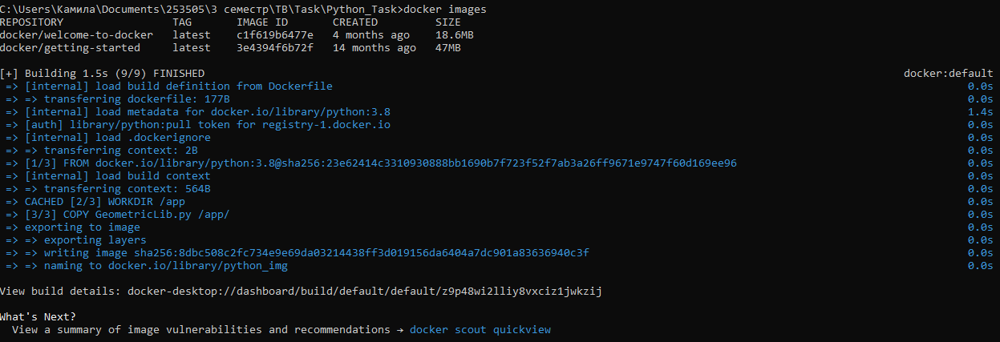 C:\Users\Камила\Documents\253505\3 семестр\ТВ\Task\Python_Task>docker images
REPOSITORY TAG IMAGE ID CREATED SIZE
docker/welcome-to-docker latest c1f619b6477e 4 months ago 18.6MB
docker/getting-started latest 3e4394f6b72f 14 months ago 47MB
[+] Building 1.5s (9/9) FINISHED docker:default
=> [internal] load build definition from Dockerfile 0.0s
=> => transferring dockerfile: 177B 0.0s
=> [internal] load metadata for docker.io/library/python:3.8 1.4s
=> [auth] library/python:pull token for registry-1.docker.io 0.0s
=> [internal] load .dockerignore 0.0s
=> => transferring context: 2B 0.0s
=> [1/3] FROM docker.io/library/python:3.8@sha256:23e62414c3310930888bb1690b7f723f52f7ab3a26ff9671e9747f60d169ee96 0.0s
=> [internal] load build context 0.0s
=> => transferring context: 564B 0.0s
=> CACHED [2/3] WORKDIR /app 0.0s
=> [3/3] COPY GeometricLib.py /app/ 0.0s
=> exporting to image 0.0s
=> => exporting layers 0.0s
=> => writing image sha256:8dbc508c2fc734e9e69da03214438ff3d019156da6404a7dc901a83636940c3f 0.0s
=> => naming to docker.io/library/python_img 0.0s
View build details: docker-desktop://dashboard/build/default/default/z9p48wi2lliy8vxciz1jwkzij
What's Next?
View a summary of image vulnerabilities and recommendations → docker scout quickview